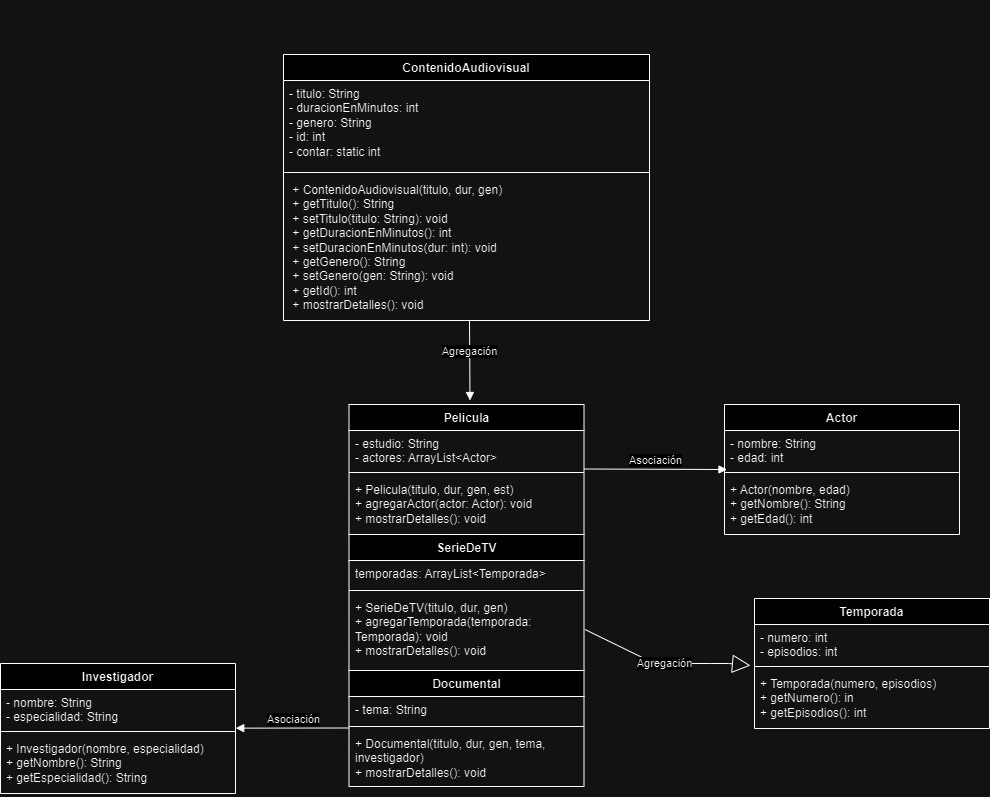 ContenidoAudiovisual
- titulo: String
- duracionEnMinutos: int
- genero: String
- id: int
- contar: static int
+ ContenidoAudiovisual(titulo, dur, gen)
+ getTitulo(): String
+ setTitulo(titulo: String): void
+ getDuracionEnMinutos(): int
+ setDuracionEnMinutos(dur: int): void
+ getGenero(): String
+ setGenero(gen: String): void
+ getId(): int
+ mostrarDetalles(): void
Agregación
Pelicula
- estudio: String
- actores: ArrayList<Actor>
+ Pelicula(titulo, dur, gen, est)
+ agregarActor(actor: Actor): void
+ mostrarDetalles(): void
Asociación
Actor
- nombre: String
- edad: int
+ Actor(nombre, edad)
+ getNombre(): String
+ getEdad(): int
SerieDeTV
temporadas: ArrayList<Temporada>
+ SerieDeTV(titulo, dur, gen)
+ agregarTemporada(temporada:
Temporada): void
+ mostrarDetalles(): void
Agregación
Temporada
- numero: int
- episodios: int
+ Temporada(numero, episodios)
+ getNumero(): in
+ getEpisodios(): int
Documental
- tema: String
+ Documental(titulo, dur, gen, tema,
investigador)
+ mostrarDetalles(): void
Asociación
Investigador
- nombre: String
- especialidad: String
+ Investigador(nombre, especialidad)
+ getNombre(): String
+ getEspecialidad(): String